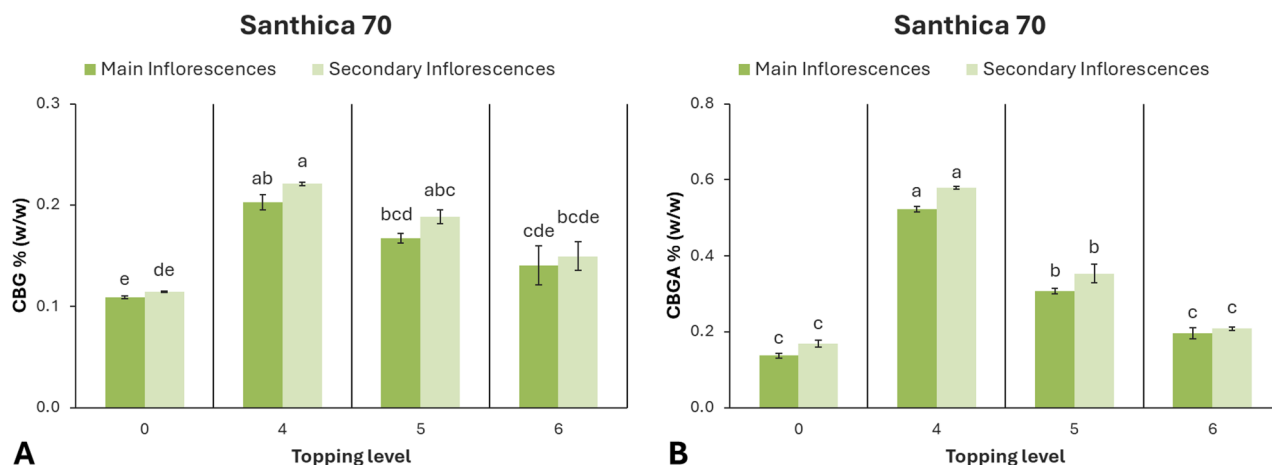 Santhica 70
Main Inflorescences Secondary Inflorescences
CBG % (w/w)
0.3
0.2
0.1
0.0
e de
ab a
bcd abc
cde bcde
0 4 5 6
Topping level
A
Santhica 70
Main Inflorescences Secondary Inflorescences
CBGA % (w/w)
0.8
0.6
0.4
0.2
0.0
c c
a a
b b
c c
0 4 5 6
Topping level
B